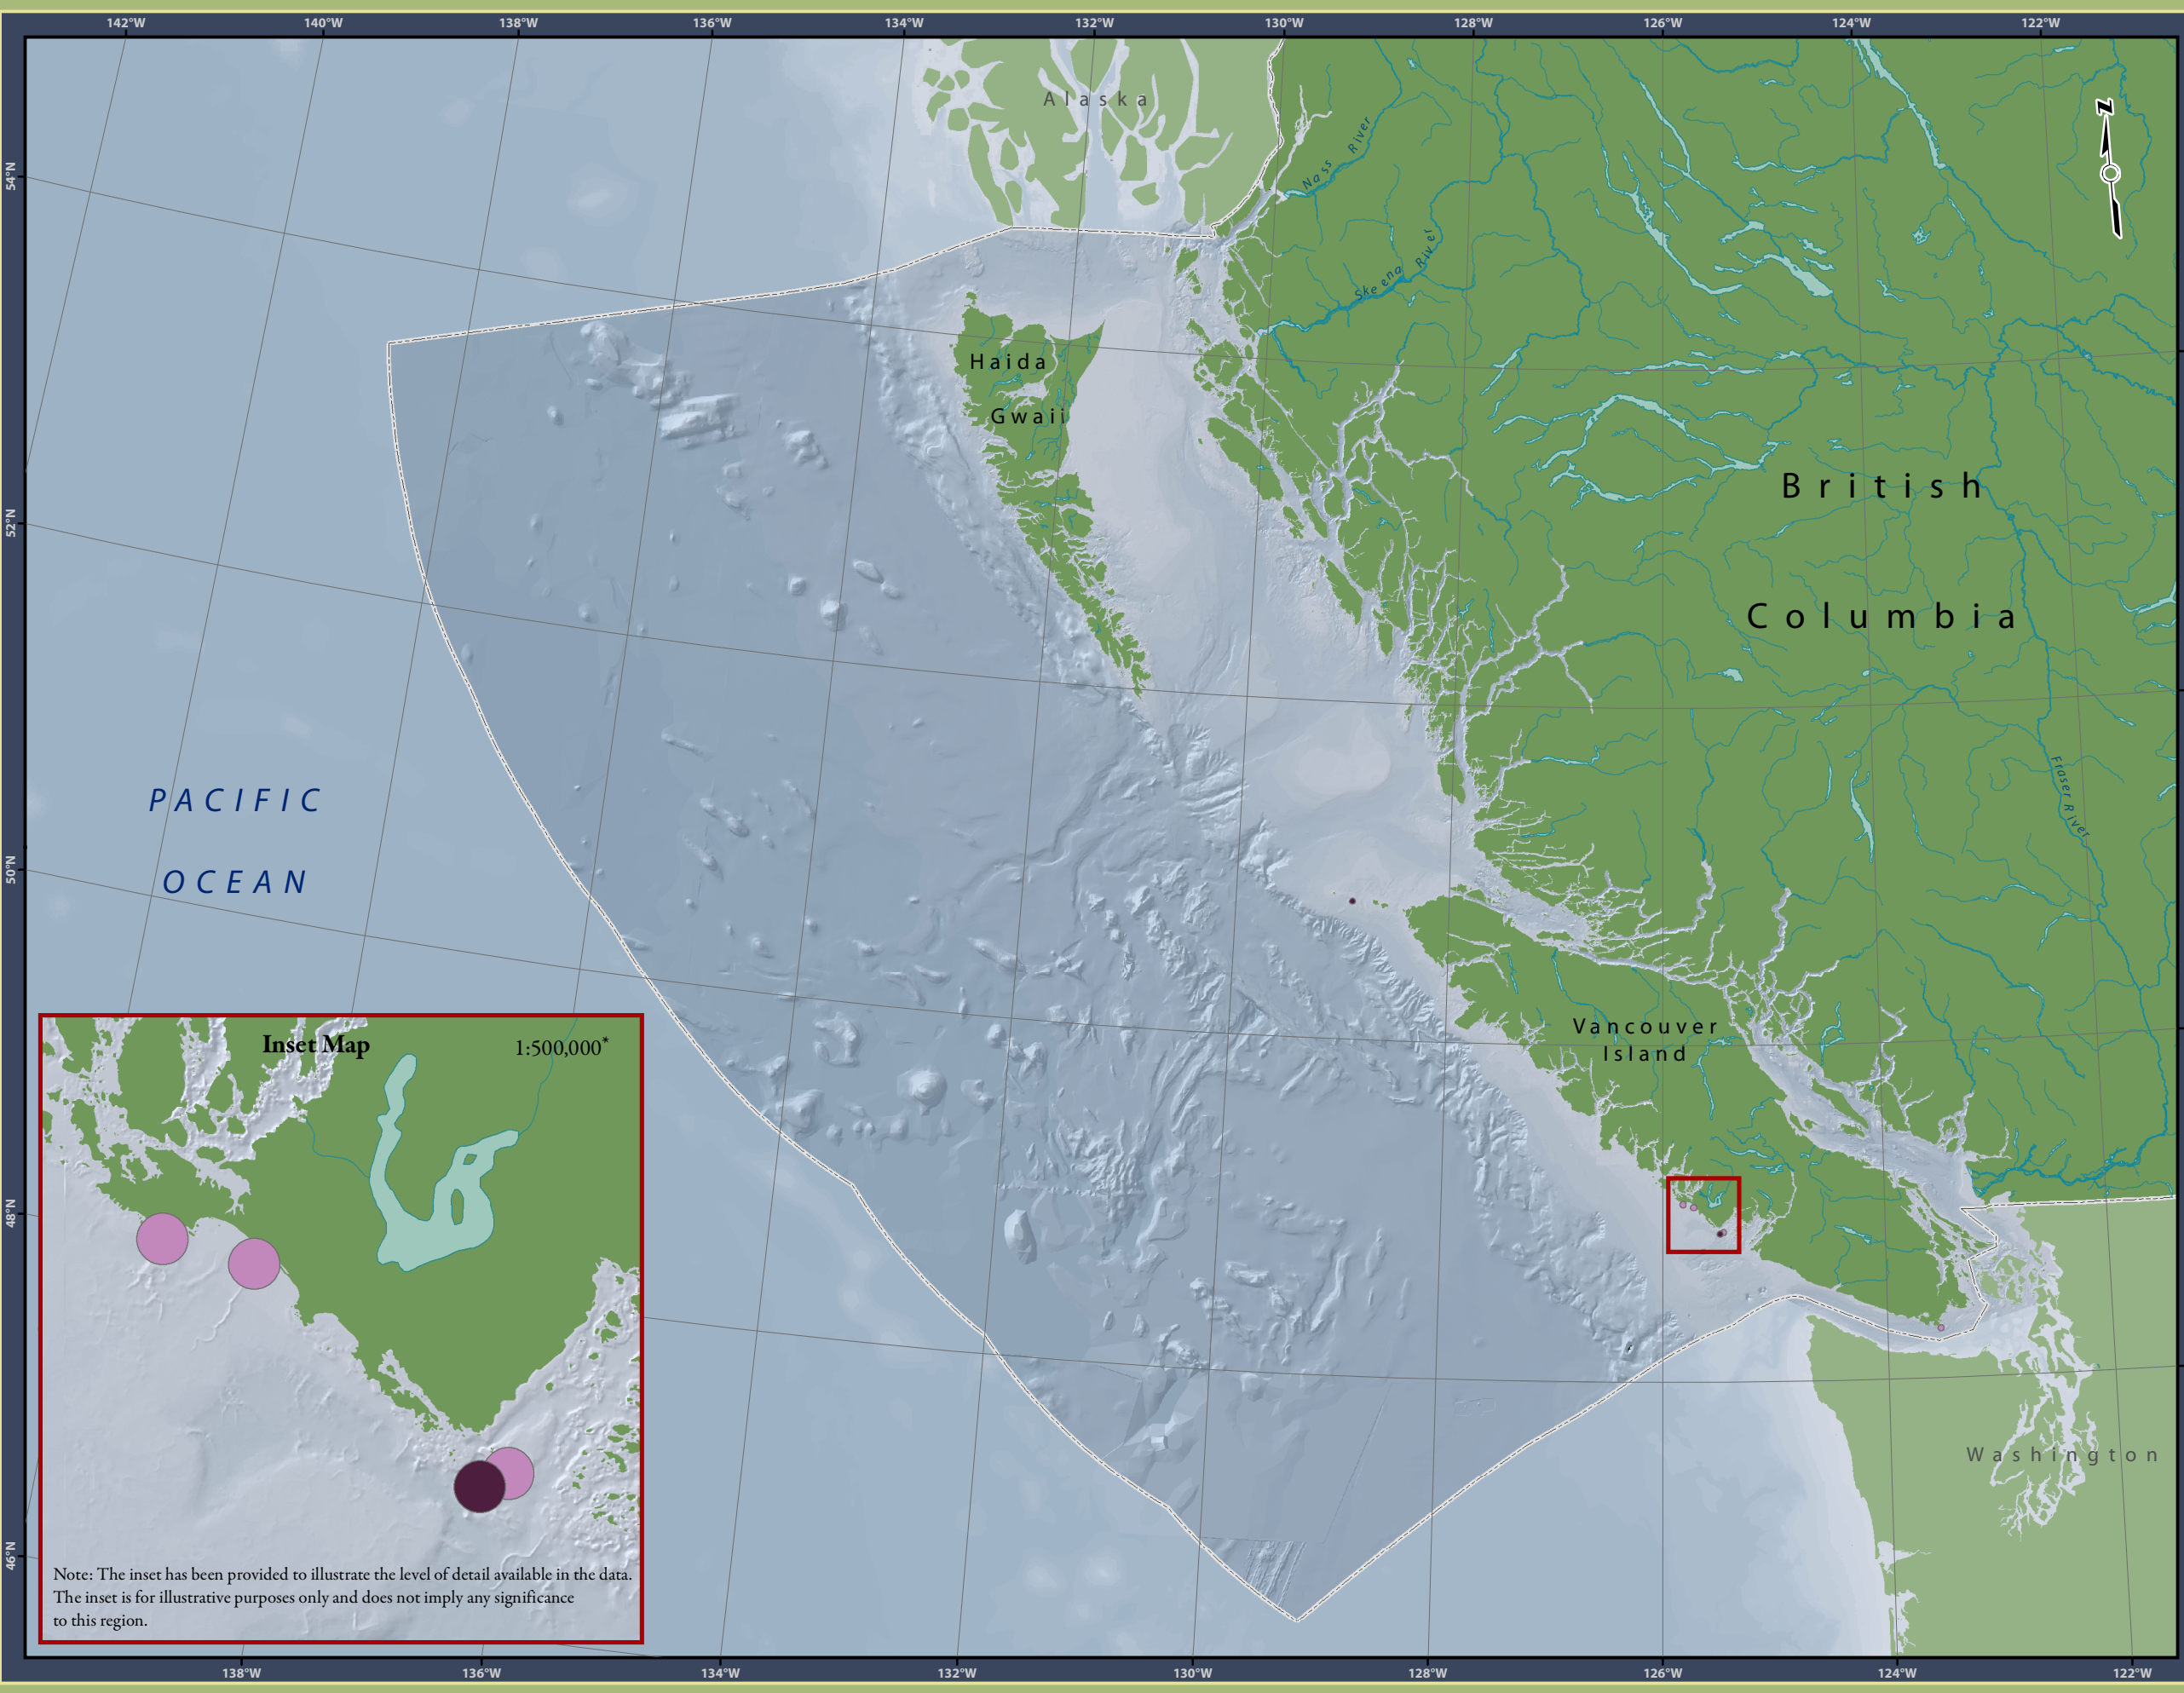 142°W 140°W 138°W 136°W 134°W 132°W 130°W 128°W 126°W 124°W 122°W
Alaska
N
Nass River
54°N
Skeena River
Haida
Gwaii
British
52°N
Columbia
PACIFIC
Fraser River
50°N
OCEAN
Vancouver
Island
Inset Map
1:500,000*
48°N
Washington
46°N
Note: The inset has been provided to illustrate the level of detail available in the data.
The inset is for illustrative purposes only and does not imply any significance
to this region.
138°W 136°W 134°W 132°W 130°W 128°W 126°W 124°W 122°W